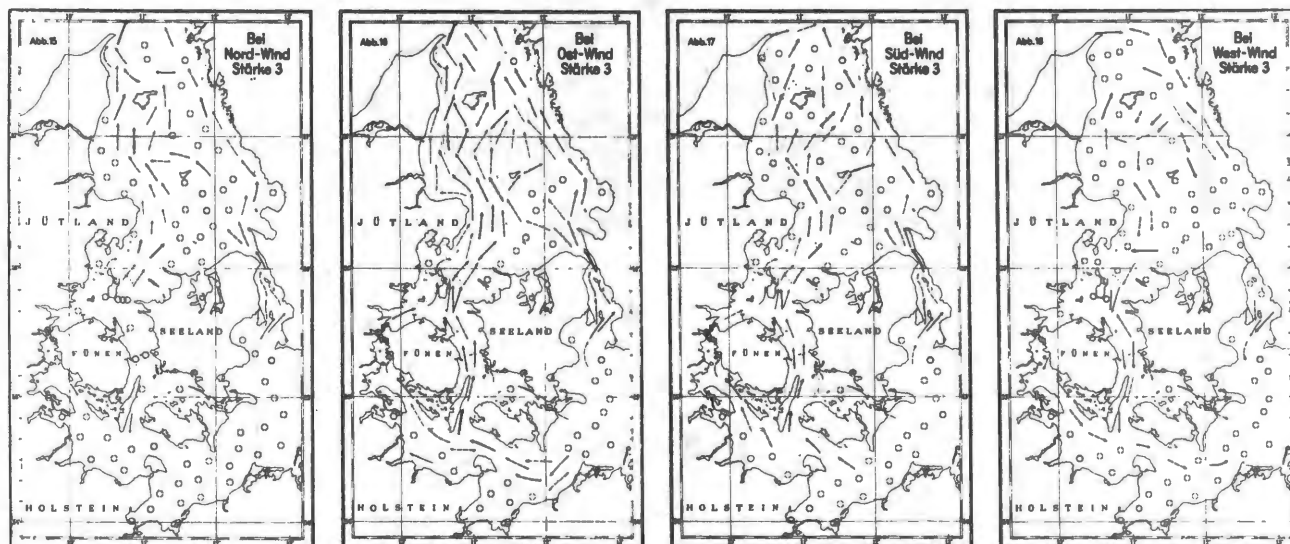 Abb.15
Bei
Nord-Wind
Stärke 3
JÜTLAND
SEELAND
FÜNEN
HOLSTEIN
Abb.16
Bei
Ost-Wind
Stärke 3
JÜTLAND
SEELAND
FÜNEN
HOLSTEIN
Abb.17
Bei
Süd-Wind
Stärke 3
JÜTLAND
SEELAND
FÜNEN
HOLSTEIN
Abb.18
Bei
West-Wind
Stärke 3
JÜTLAND
SEELAND
FÜNEN
HOLSTEIN